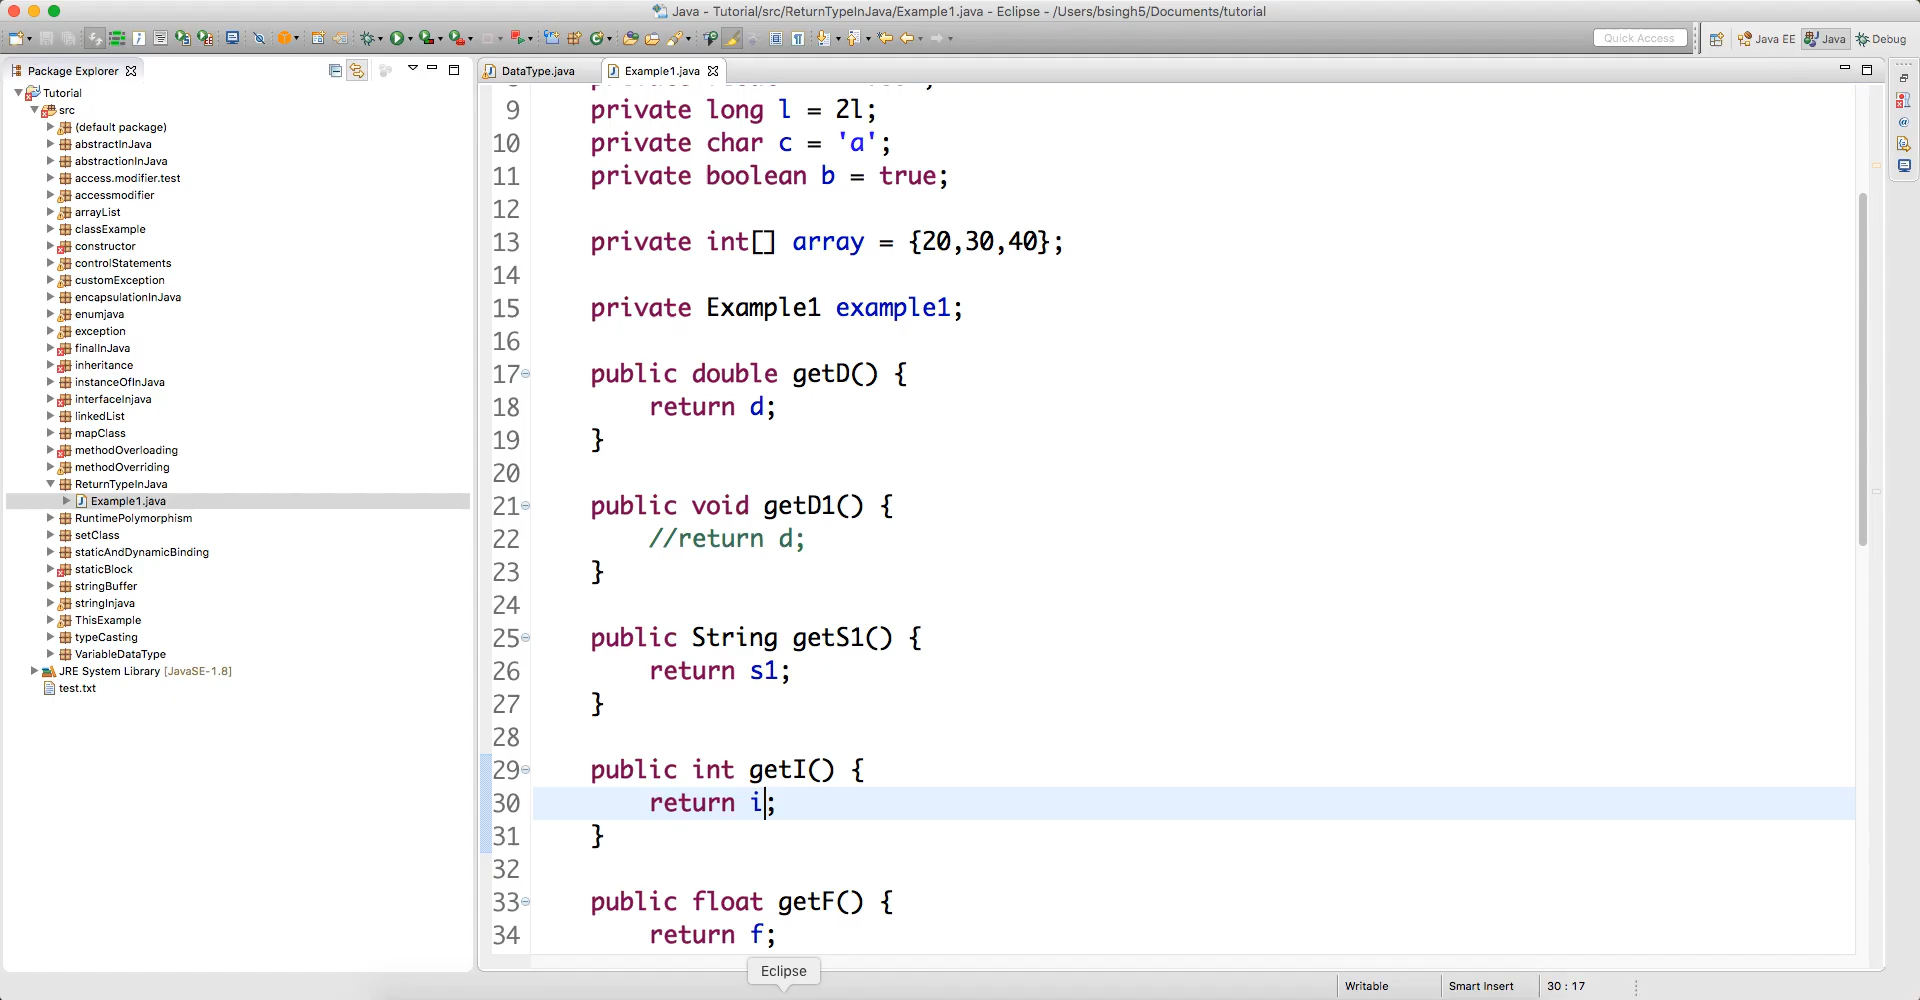 Java - Tutorial/src/ReturnTypeInJava/Example1.java - Eclipse - /Users/bsingh5/Documents/tutorial
Quick Access
Java EE
Java
Debug
Package Explorer
Tutorial
src
(default package)
abstractInJava
abstractionInJava
access.modifier.test
accessmodifier
arrayList
classExample
constructor
controlStatements
customException
encapsulationInJava
enumjava
exception
finalInJava
inheritance
instanceOfInJava
interfaceInjava
linkedList
mapClass
methodOverloading
methodOverriding
ReturnTypeInJava
Example1.java
RuntimePolymorphism
setClass
staticAndDynamicBinding
staticBlock
stringBuffer
stringInjava
ThisExample
typeCasting
VariableDataType
JRE System Library [JavaSE-1.8]
test.txt
DataType.java
Example1.java
9 private long l = 2l;
10 private char c = 'a';
11 private boolean b = true;
12
13 private int[] array = {20,30,40};
14
15 private Example1 example1;
16
17 public double getD() {
18 return d;
19 }
20
21 public void getD1() {
22 //return d;
23 }
24
25 public String getS1() {
26 return s1;
27 }
28
29 public int getI() {
30 return i;
31 }
32
33 public float getF() {
34 return f;
Eclipse
Writable
Smart Insert
30 : 17